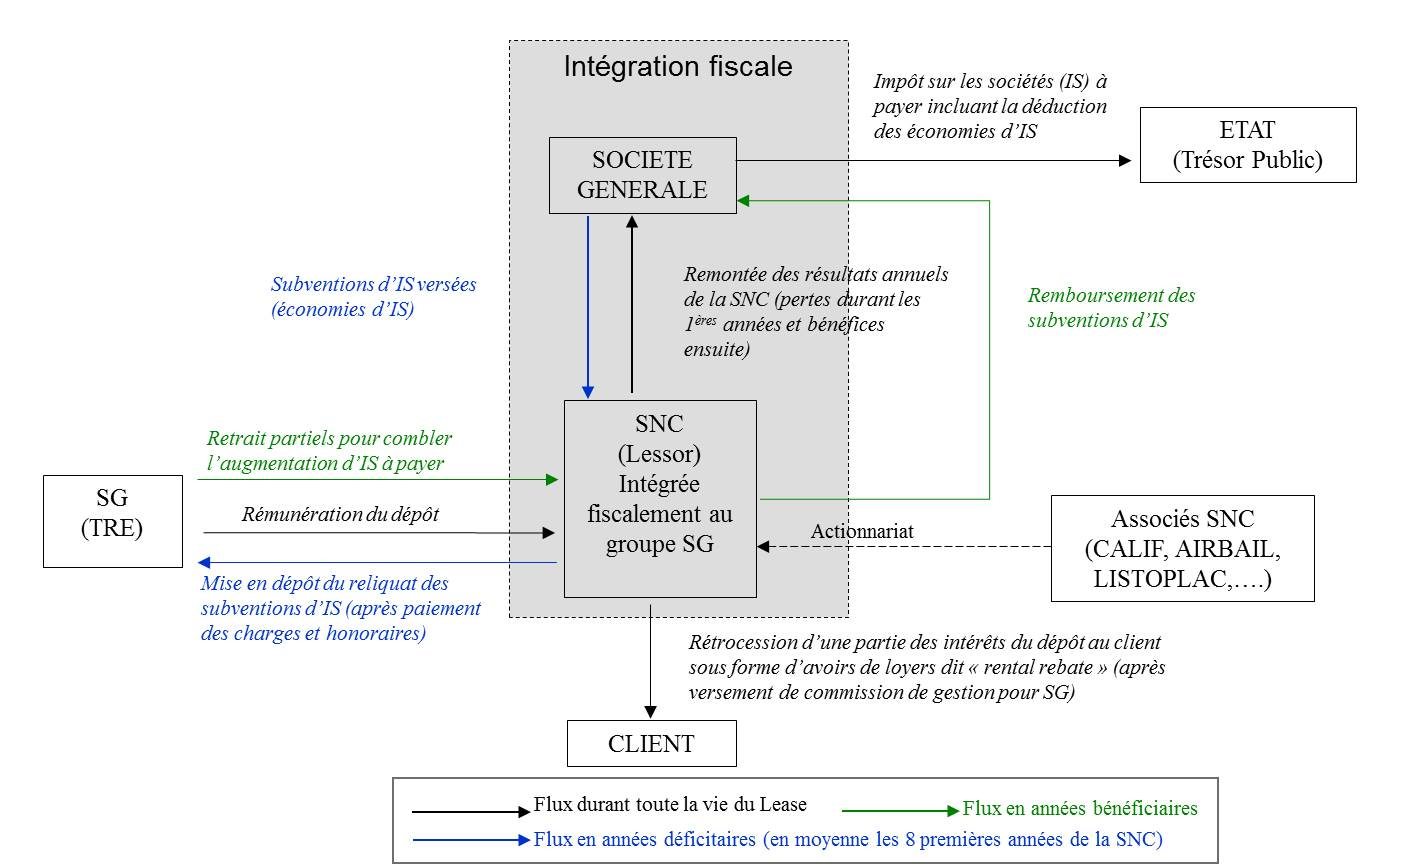 Intégration fiscale
Impôt sur les sociétés (IS) à
payer incluant la déduction
des économies d'IS
ETAT
(Trésor Public)
SOCIETE
GENERALE
Subventions d'IS versées
(économies d'IS)
Remontée des résultats annuels
de la SNC (pertes durant les
1ères années et bénéfices
ensuite)
Remboursement des
subventions d'IS
Retrait partiels pour combler
l'augmentation d'IS à payer
SG
(TRE)
Rémunération du dépôt
Mise en dépôt du reliquat des
subventions d'IS (après paiement
des charges et honoraires)
SNC
(Lessor)
Intégrée
fiscalement au
groupe SG
Actionnariat
Associés SNC
(CALIF, AIRBAIL,
LISTOPLAC,….)
Rétrocession d'une partie des intérêts du dépôt au client
sous forme d'avoirs de loyers dit « rental rebate » (après
versement de commission de gestion pour SG)
CLIENT
Flux durant toute la vie du Lease
Flux en années bénéficiaires
Flux en années déficitaires (en moyenne les 8 premières années de la SNC)